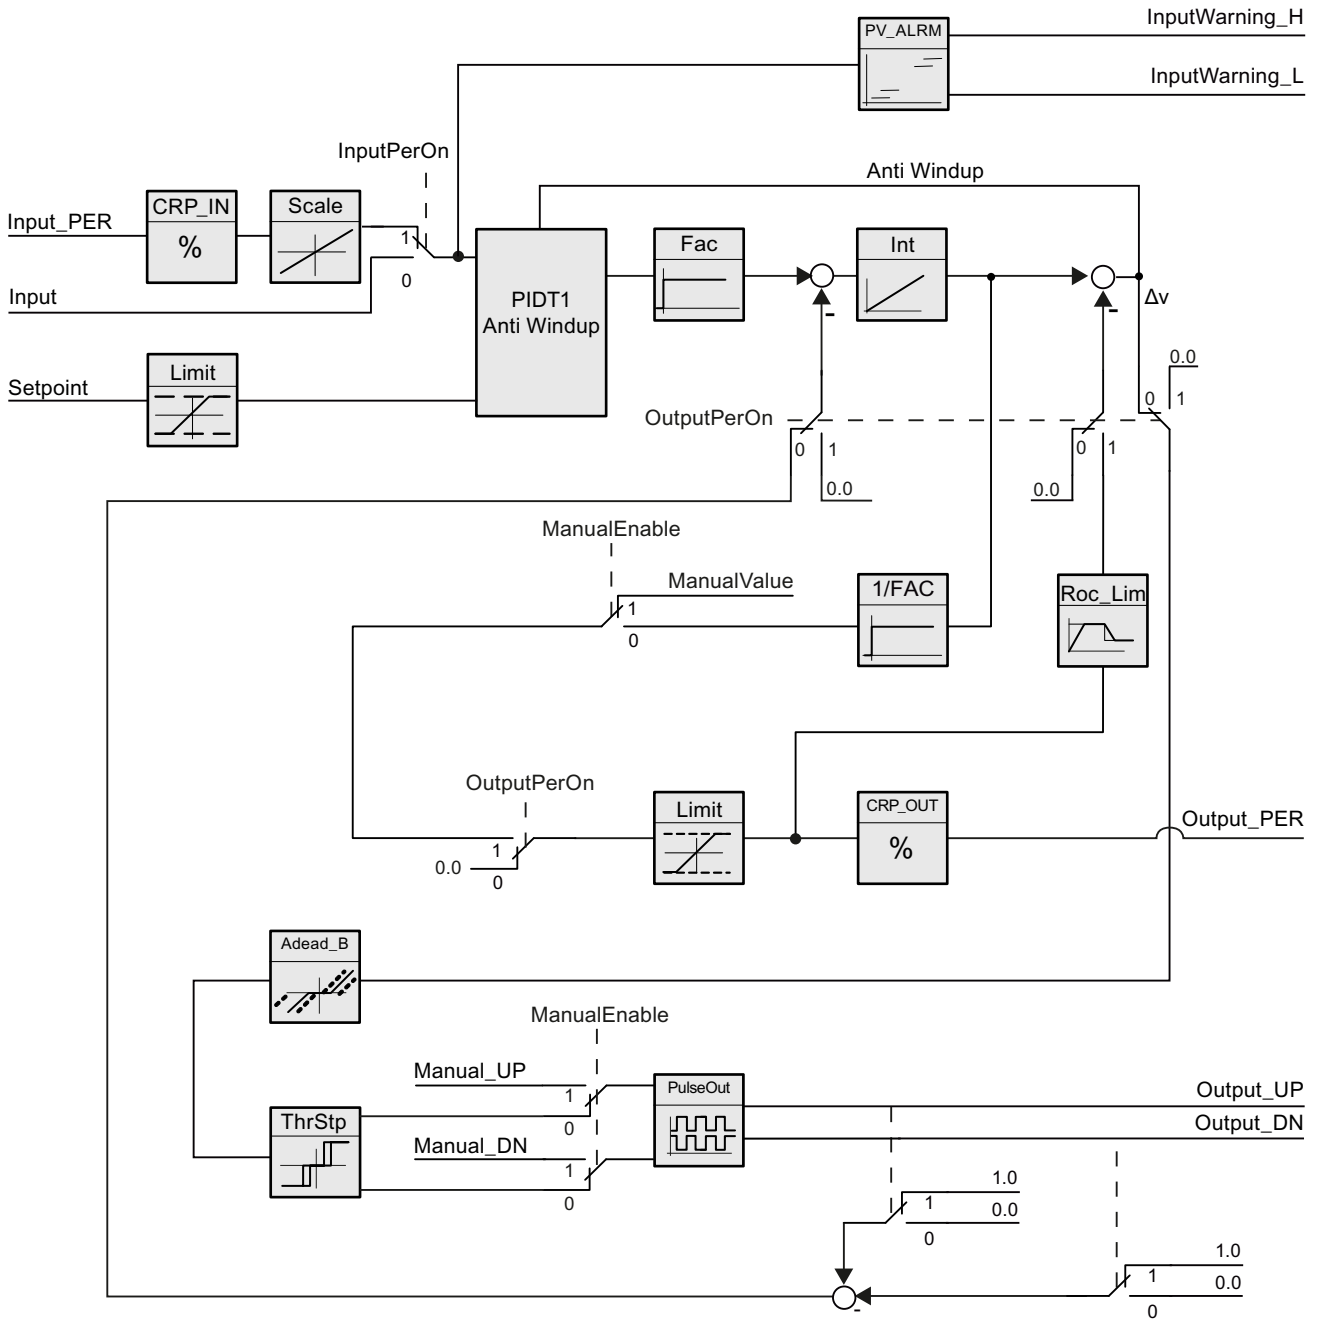 InputWarning_H
PV_ALRM
InputWarning_L
InputPerOn
Anti Windup
CRP_IN
%
Scale
Input_PER
1
0
Input
Fac
Int
PIDT1
Anti Windup
-
-
Δv
Setpoint
Limit
0.0
0
1
OutputPerOn
0
1
0.0
0
1
0.0
ManualEnable
ManualValue
1
0
1/FAC
Roc_Lim
OutputPerOn
1
0.0
0
Limit
CRP_OUT
%
Output_PER
Adead_B
ManualEnable
Manual_UP
1
0
PulseOut
Output_UP
Output_DN
ThrStp
Manual_DN
1
0
1.0
1
0.0
0
1.0
1
0.0
0
-